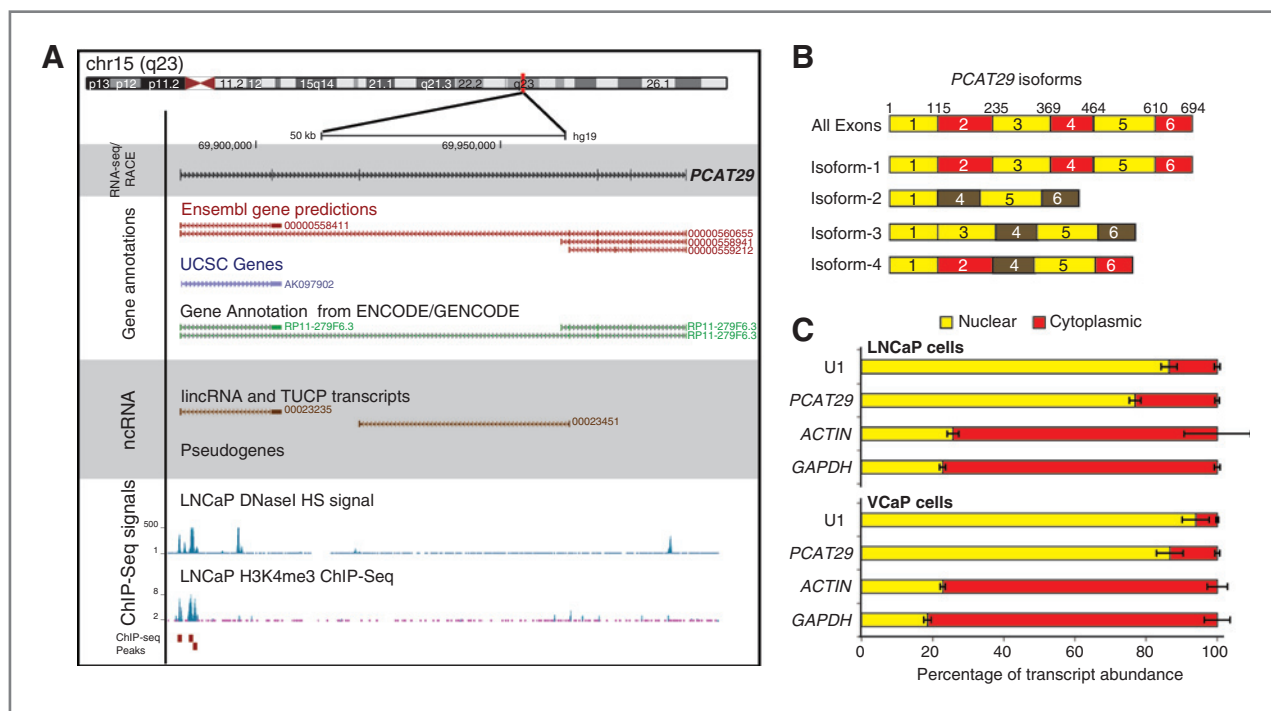 A
chr15 (q23)
p13 p12 p11.2 11.2 12 15q14 21.1 q21.3 22.2 q23 26.1
50 kb hg19
69,900,000 69,950,000
RNA-seq/
RACE
PCAT29
Gene annotations
Ensembl gene predictions
00000558411
00000560655
00000558941
00000559212
UCSC Genes
AK097902
Gene Annotation from ENCODE/GENCODE
RP11-279F6.3 RP11-279F6.3
RP11-279F6.3
ncRNA
lincRNA and TUCP transcripts
00023235
00023451
Pseudogenes
ChIP-Seq signals
LNCaP DNaseI HS signal
500
1
LNCaP H3K4me3 ChIP-Seq
8
2
ChIP-seq
Peaks
B
PCAT29 isoforms
1 115 235 369 464 610 694
All Exons 1 2 3 4 5 6
Isoform-1 1 2 3 4 5 6
Isoform-2 1 4 5 6
Isoform-3 1 3 4 5 6
Isoform-4 1 2 4 5 6
C
Nuclear Cytoplasmic
LNCaP cells
U1
PCAT29
ACTIN
GAPDH
VCaP cells
U1
PCAT29
ACTIN
GAPDH
0 20 40 60 80 100
Percentage of transcript abundance